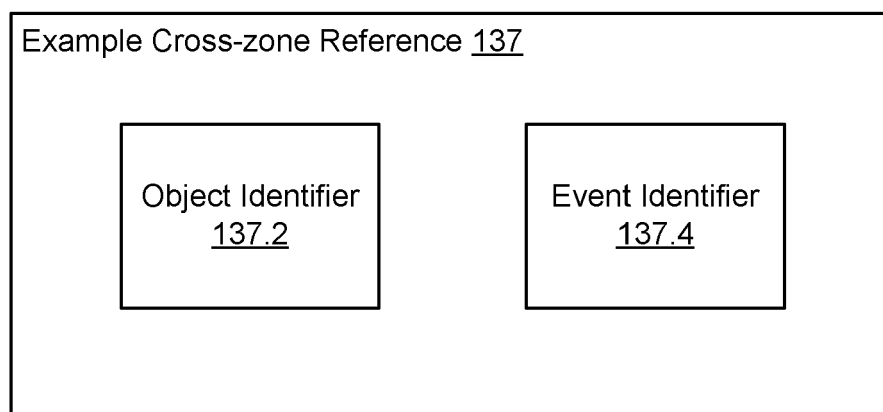 Example Cross-zone Reference 137
Object Identifier
137.2
Event Identifier
137.4